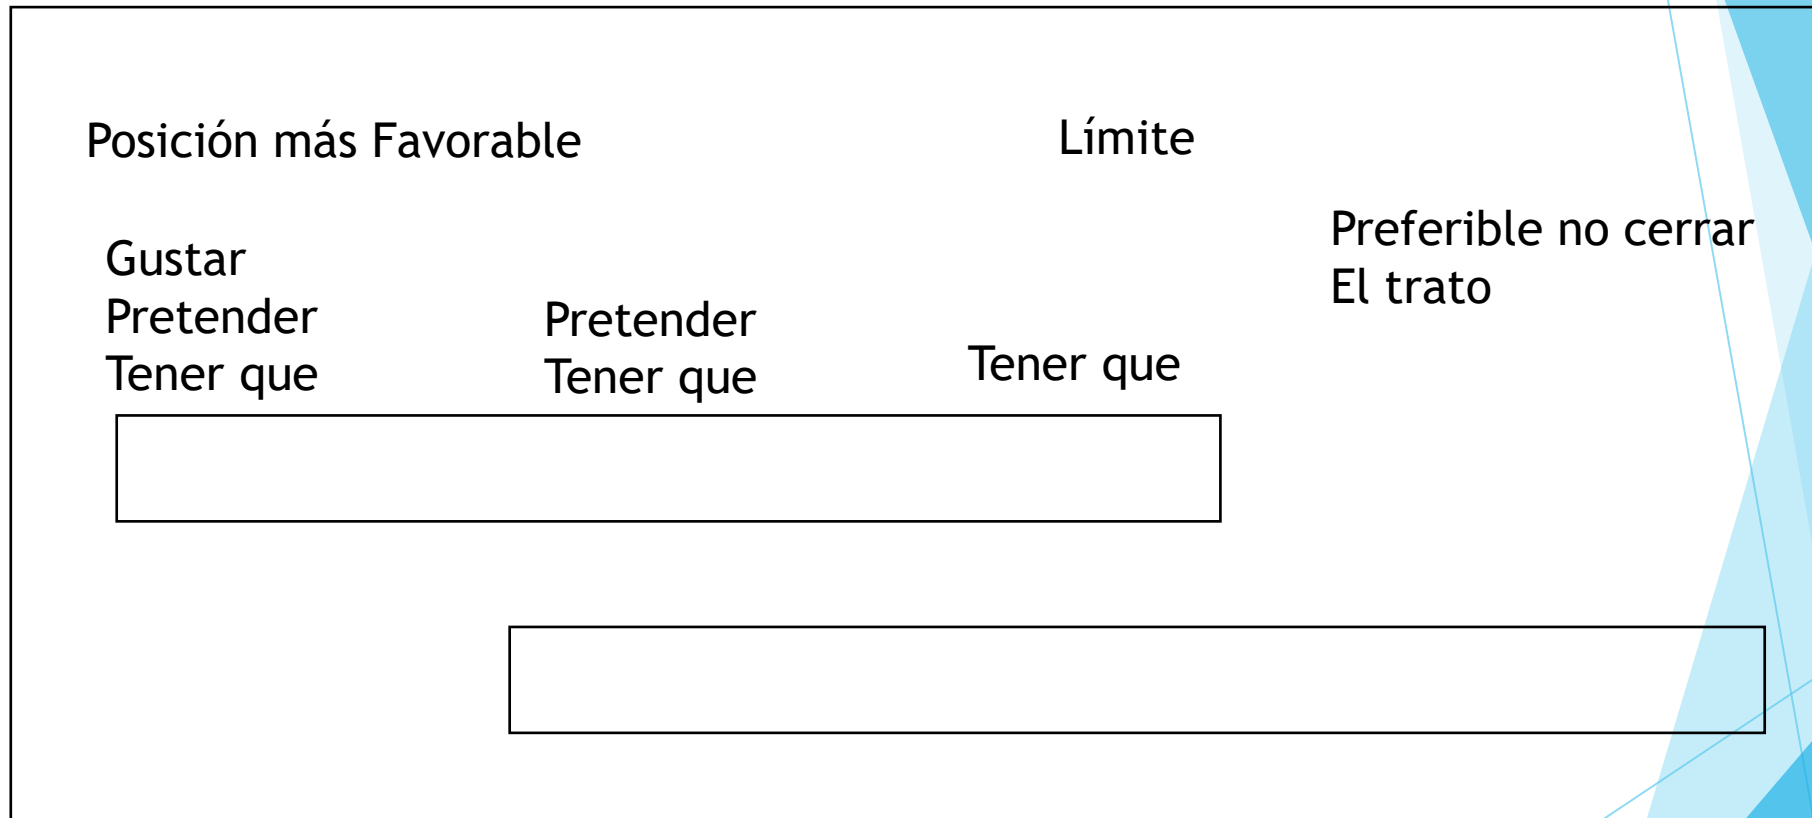 Posición más Favorable
Límite
Preferible no cerrar
El trato
Gustar
Pretender
Tener que
Pretender
Tener que
Tener que